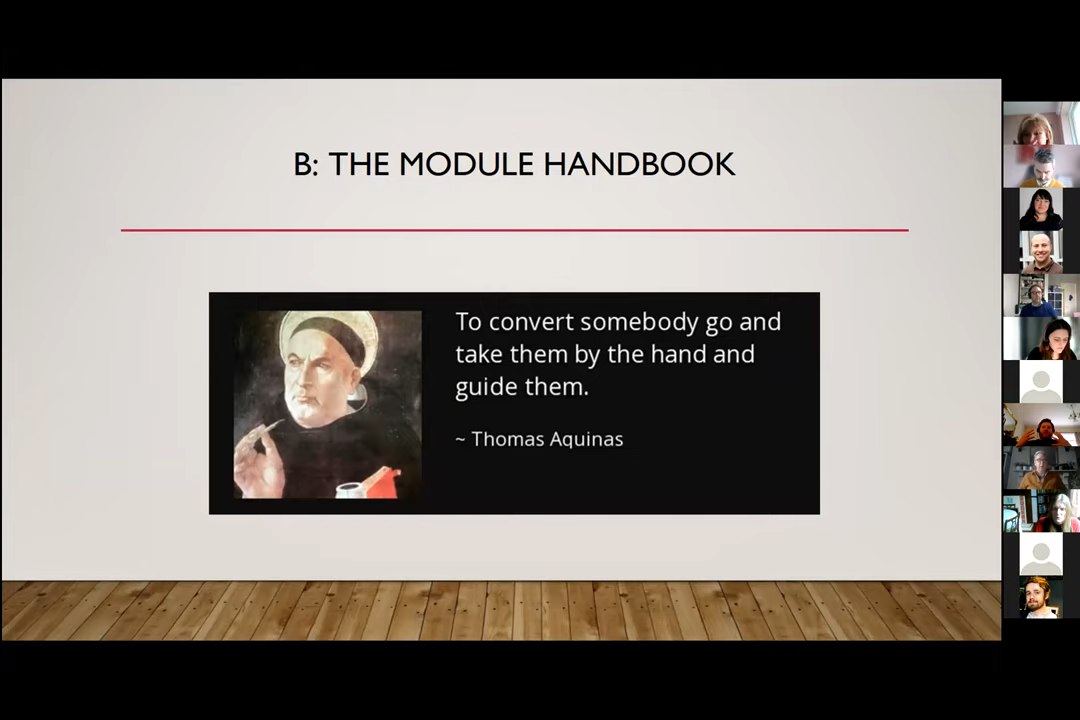 B: THE MODULE HANDBOOK
To convert somebody go and
take them by the hand and
guide them.
~ Thomas Aquinas